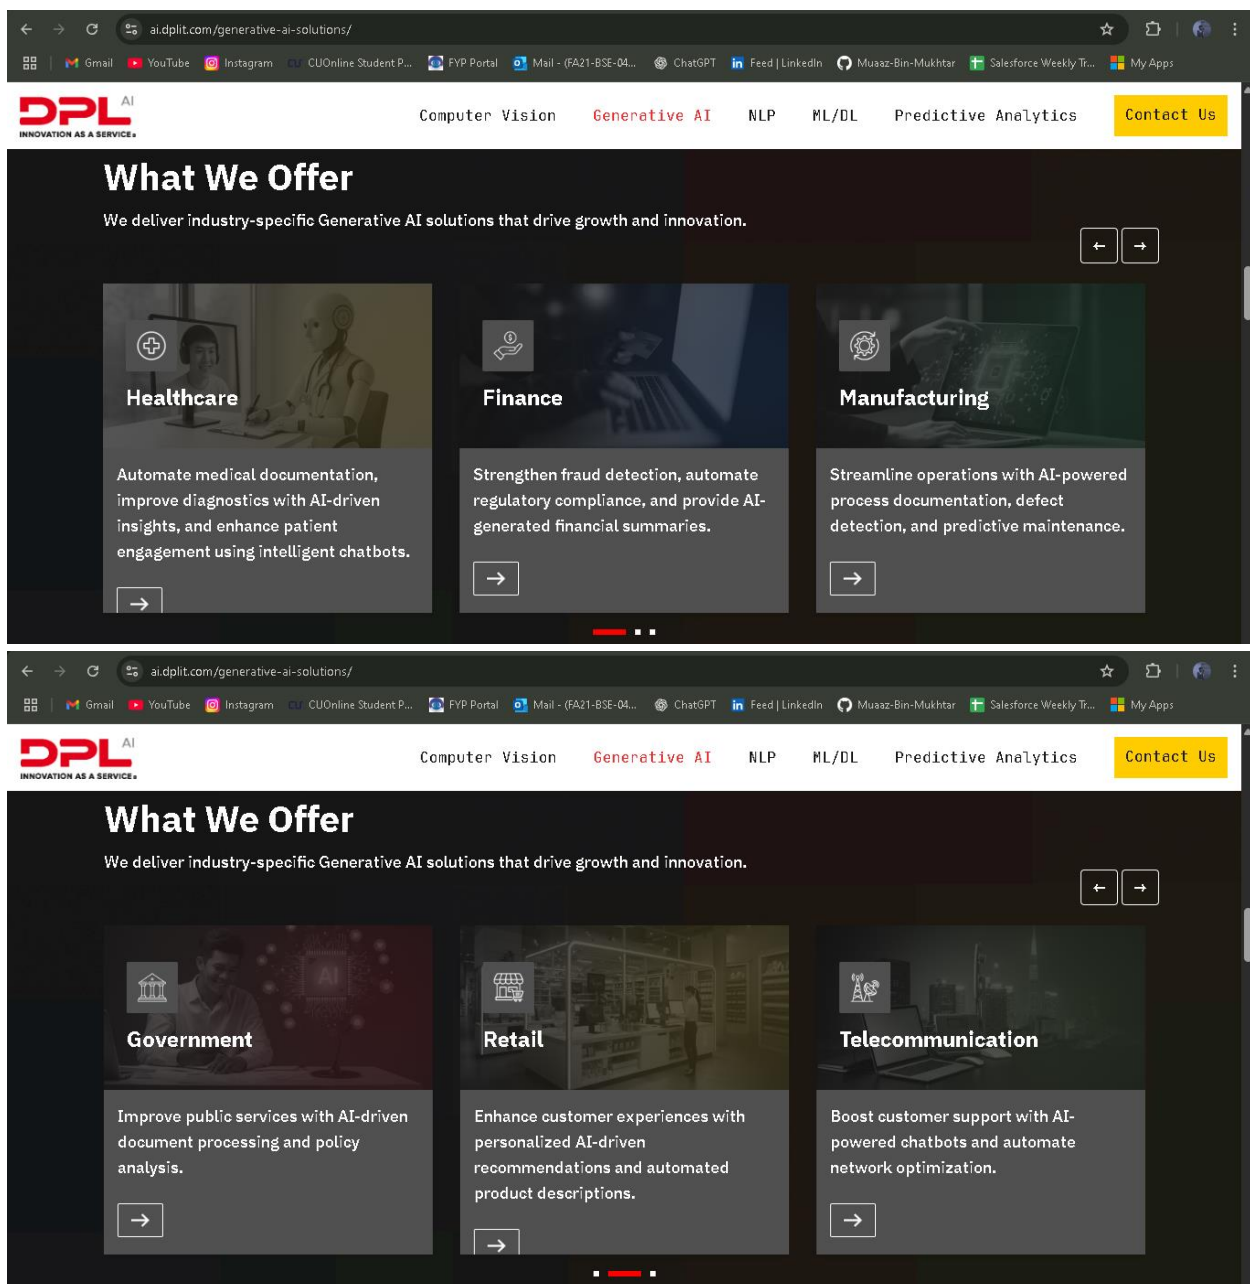 ai.dplit.com/generative-ai-solutions/
Gmail YouTube Instagram CU CUOnline Student P... FYP Portal Mail - (FA21-BSE-04... ChatGPT in Feed | LinkedIn Muaaz-Bin-Mukhtar Salesforce Weekly Tr... My Apps
DPL AI
INNOVATION AS A SERVICE
Computer Vision Generative AI NLP ML/DL Predictive Analytics Contact Us
What We Offer
We deliver industry-specific Generative AI solutions that drive growth and innovation.
Healthcare
Automate medical documentation,
improve diagnostics with AI-driven
insights, and enhance patient
engagement using intelligent chatbots.
Finance
Strengthen fraud detection, automate
regulatory compliance, and provide AI-
generated financial summaries.
Manufacturing
Streamline operations with AI-powered
process documentation, defect
detection, and predictive maintenance.
ai.dplit.com/generative-ai-solutions/
Gmail YouTube Instagram CU CUOnline Student P... FYP Portal Mail - (FA21-BSE-04... ChatGPT in Feed | LinkedIn Muaaz-Bin-Mukhtar Salesforce Weekly Tr... My Apps
DPL AI
INNOVATION AS A SERVICE
Computer Vision Generative AI NLP ML/DL Predictive Analytics Contact Us
What We Offer
We deliver industry-specific Generative AI solutions that drive growth and innovation.
AI
Government
Improve public services with AI-driven
document processing and policy
analysis.
Retail
Enhance customer experiences with
personalized AI-driven
recommendations and automated
product descriptions.
Telecommunication
Boost customer support with AI-
powered chatbots and automate
network optimization.